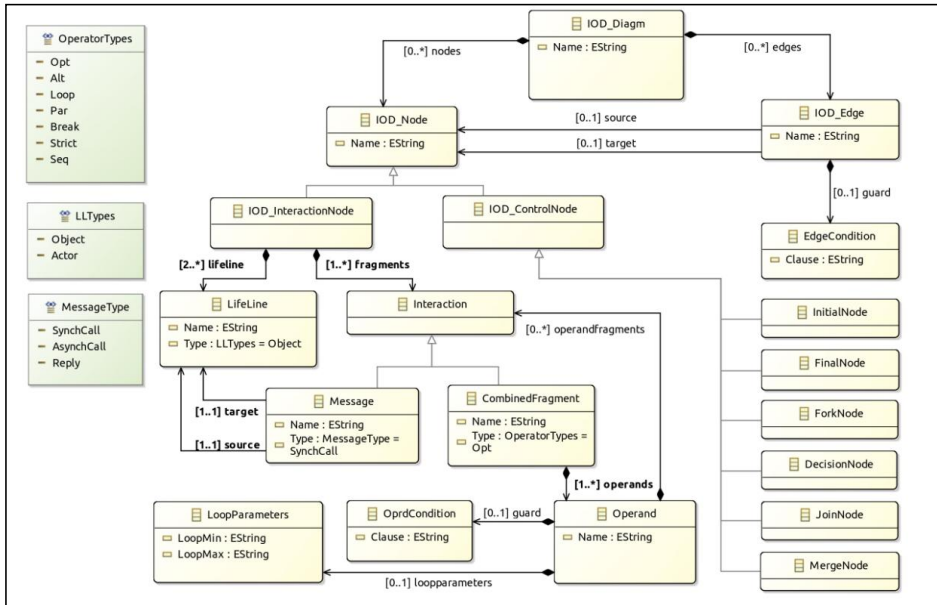 OperatorTypes
Opt
Alt
Loop
Par
Break
Strict
Seq
LLTypes
Object
Actor
MessageType
SynchCall
AsynchCall
Reply
IOD_Diagm
Name : EString
[0..*] nodes
[0..*] edges
IOD_Node
Name : EString
[0..1] source
[0..1] target
IOD_Edge
Name : EString
[0..1] guard
IOD_InteractionNode
IOD_ControlNode
EdgeCondition
Clause : EString
[2..*] lifeline
[1..*] fragments
LifeLine
Name : EString
Type : LLTypes = Object
Interaction
[0..*] operandfragments
[1..1] target
[1..1] source
Message
Name : EString
Type : MessageType =
SynchCall
CombinedFragment
Name : EString
Type : OperatorTypes =
Opt
[1..*] operands
InitialNode
FinalNode
ForkNode
DecisionNode
JoinNode
MergeNode
LoopParameters
LoopMin : EString
LoopMax : EString
OprdCondition
Clause : EString
[0..1] guard
Operand
Name : EString
[0..1] loopparameters